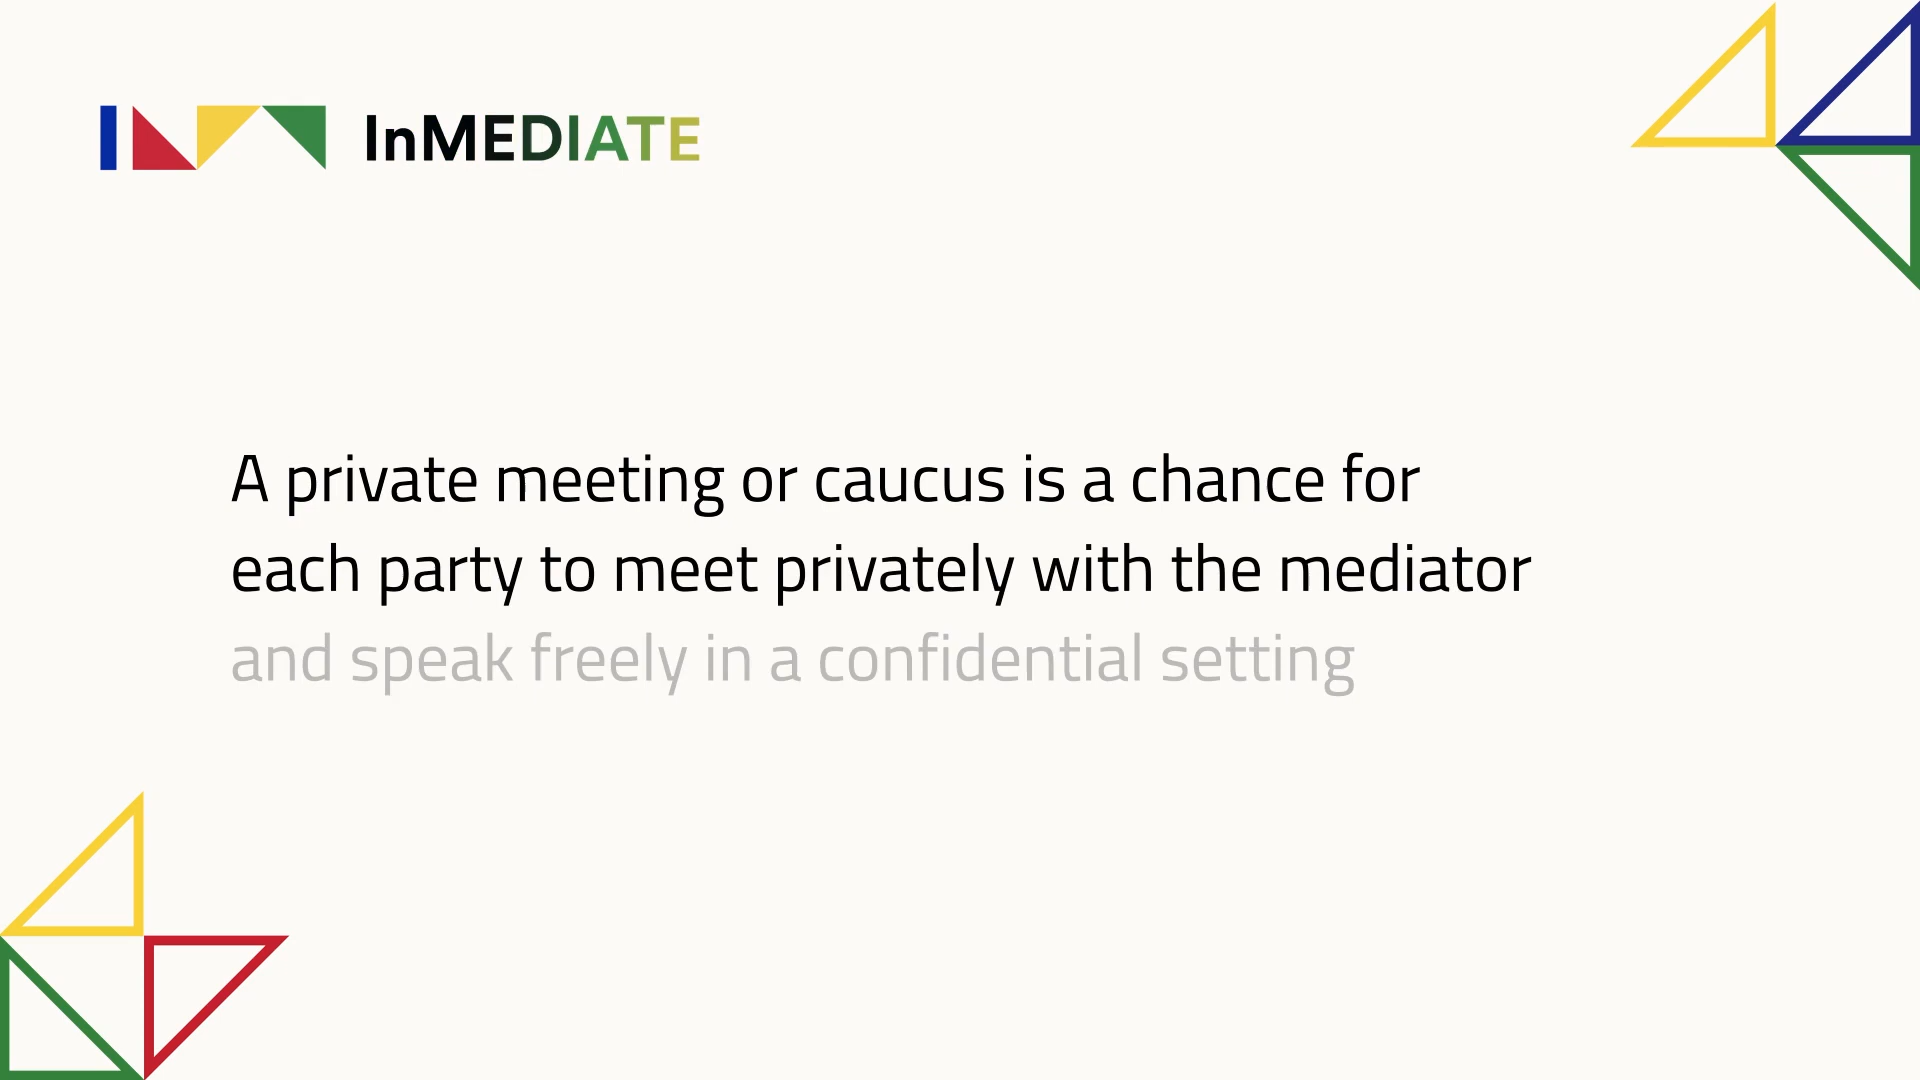 InMEDIATE
A private meeting or caucus is a chance for
each party to meet privately with the mediator
and speak freely in a confidential setting